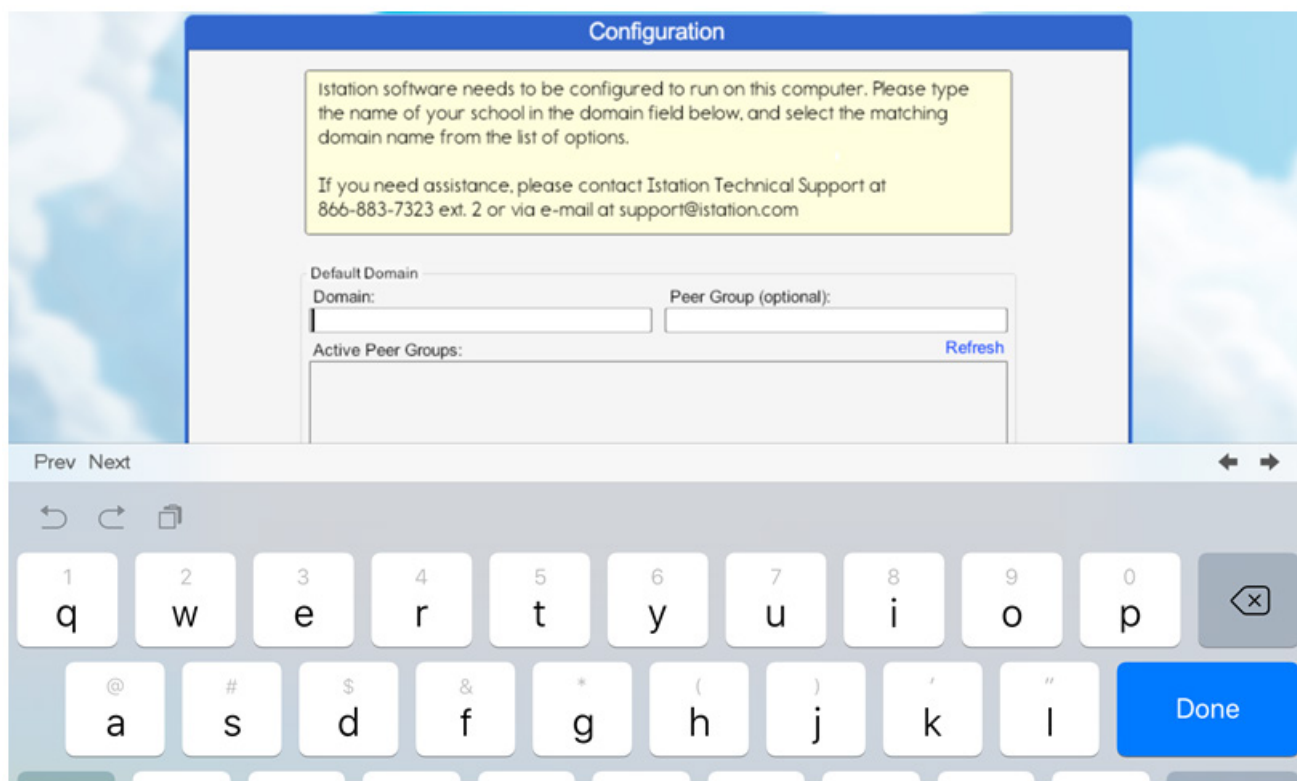 Configuration
Istation software needs to be configured to run on this computer. Please type
the name of your school in the domain field below, and select the matching
domain name from the list of options.
If you need assistance, please contact Istation Technical Support at
866-883-7323 ext. 2 or via e-mail at support@istation.com
Default Domain
Domain: Peer Group (optional):
Active Peer Groups: Refresh
Prev Next
1 2 3 4 5 6 7 8 9 0
q w e r t y u i o p
@ # $ & * ( ) ' "
a s d f g h j k l Done